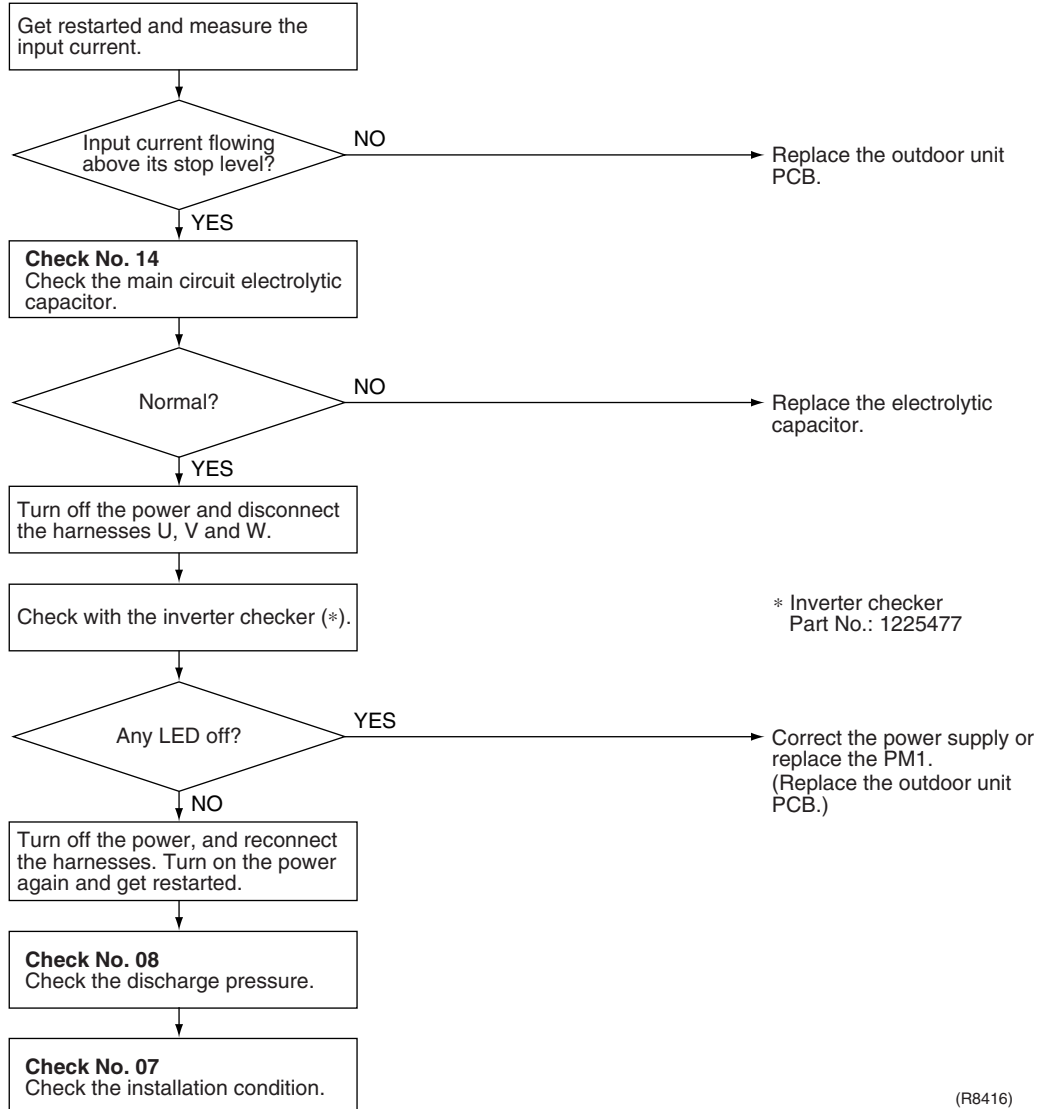 Get restarted and measure the
input current.
Input current flowing
above its stop level?
NO
Replace the outdoor unit
PCB.
YES
Check No. 14
Check the main circuit electrolytic
capacitor.
Normal?
NO
Replace the electrolytic
capacitor.
YES
Turn off the power and disconnect
the harnesses U, V and W.
Check with the inverter checker (*).
* Inverter checker
Part No.: 1225477
Any LED off?
YES
Correct the power supply or
replace the PM1.
(Replace the outdoor unit
PCB.)
NO
Turn off the power, and reconnect
the harnesses. Turn on the power
again and get restarted.
Check No. 08
Check the discharge pressure.
Check No. 07
Check the installation condition.
(R8416)